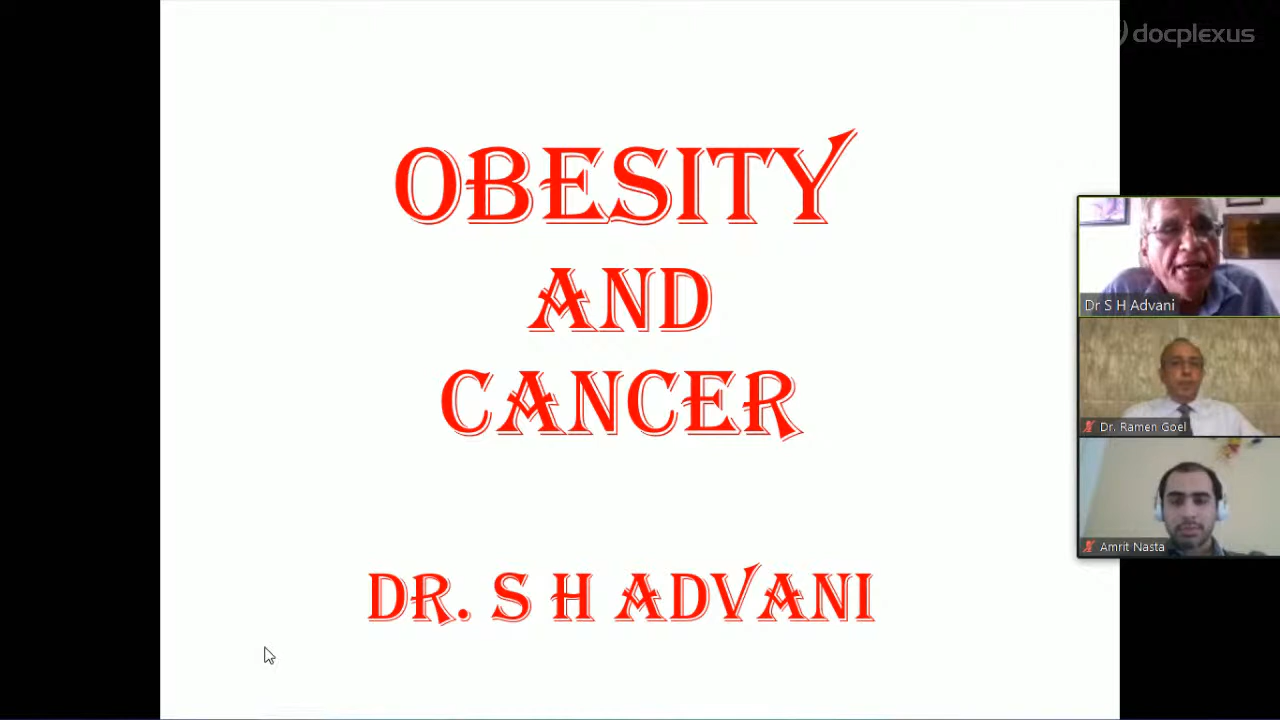 docplexus
OBESITY
AND
CANCER
DR. S H ADVANI
Dr S H Advani
Dr. Ramen Goel
Amrit Nasta